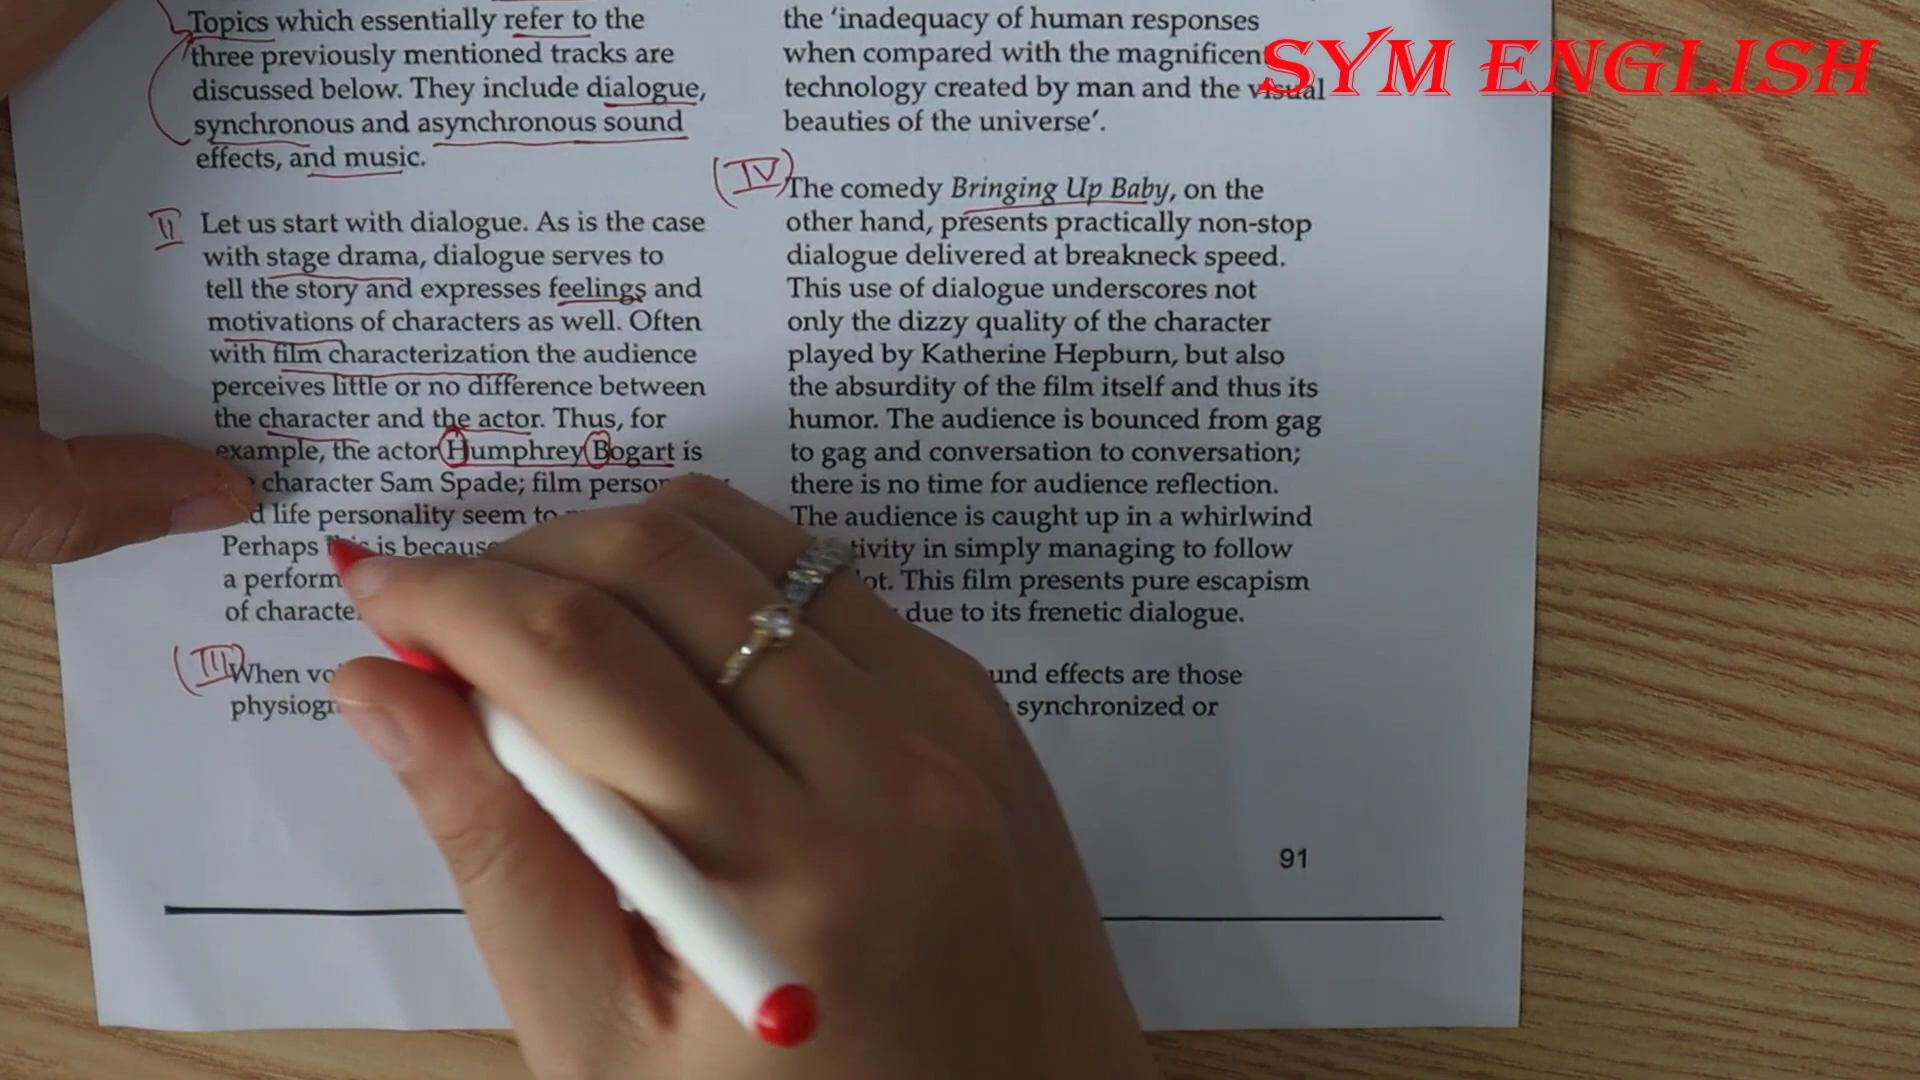 Topics which essentially refer to the
three previously mentioned tracks are
discussed below. They include dialogue,
synchronous and asynchronous sound
effects, and music.
II
Let us start with dialogue. As is the case
with stage drama, dialogue serves to
tell the story and expresses feelings and
motivations of characters as well. Often
with film characterization the audience
perceives little or no difference between
the character and the actor. Thus, for
example, the actor Humphrey Bogart is
character Sam Spade; film
life personality seem to
Perhaps this is because
a
of
III
When
the 'inadequacy of human responses
when compared with the magnificent
technology created by man and the visual
beauties of the universe'.
IV
The comedy Bringing Up Baby, on the
other hand, presents practically non-stop
dialogue delivered at breakneck speed.
This use of dialogue underscores not
only the dizzy quality of the character
played by Katherine Hepburn, but also
the absurdity of the film itself and thus its
humor. The audience is bounced from gag
to gag and conversation to conversation;
there is no time for audience reflection.
The audience is caught up in a whirlwind
in simply managing to follow
This film presents pure escapism
due to its frenetic dialogue.
effects are those
synchronized or
91
SYM ENGLISH